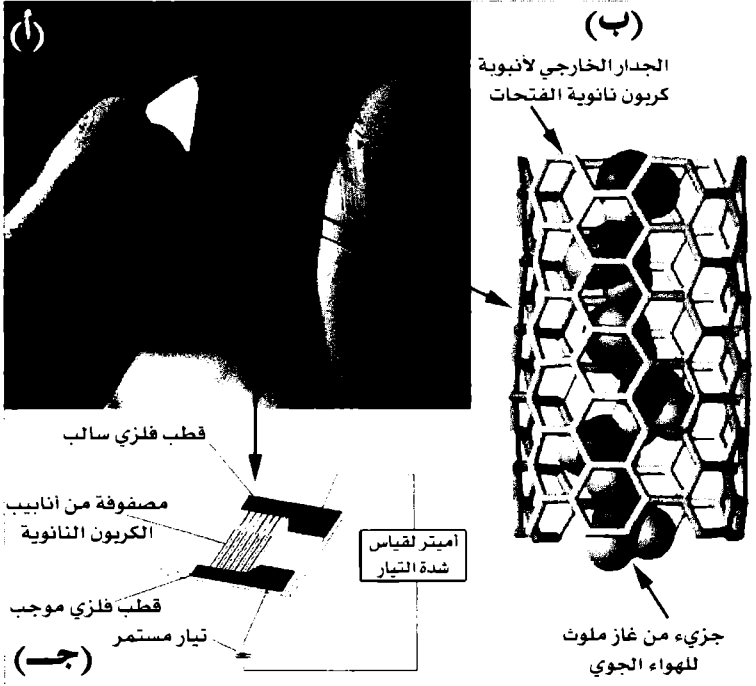 (أ)
(ب)
الجدار الخارجي لأنبوبة
كربون نانوية الفتحات
قطب فلزي سالب
مصفوفة من أنابيب
الكربون النانوية
أميتر لقياس
شدة التيار
قطب فلزي موجب
تيار مستمر
(جـ)
جزيء من غاز ملوث
للهواء الجوي